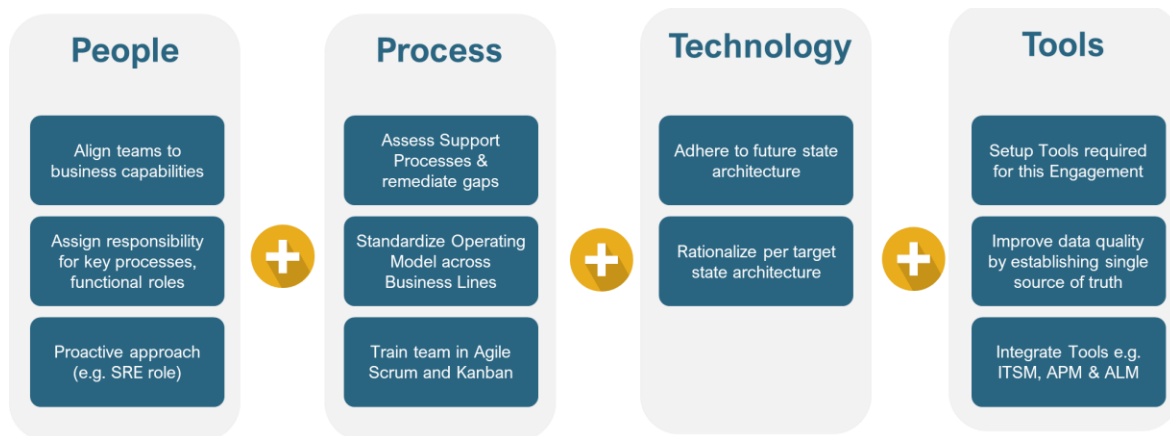 People
Align teams to
business capabilities
Assign responsibility
for key processes,
functional roles
Proactive approach
(e.g. SRE role)
Process
Assess Support
Processes &
remediate gaps
Standardize Operating
Model across
Business Lines
Train team in Agile
Scrum and Kanban
Technology
Adhere to future state
architecture
Rationalize per target
state architecture
Tools
Setup Tools required
for this Engagement
Improve data quality
by establishing single
source of truth
Integrate Tools e.g.
ITSM, APM & ALM